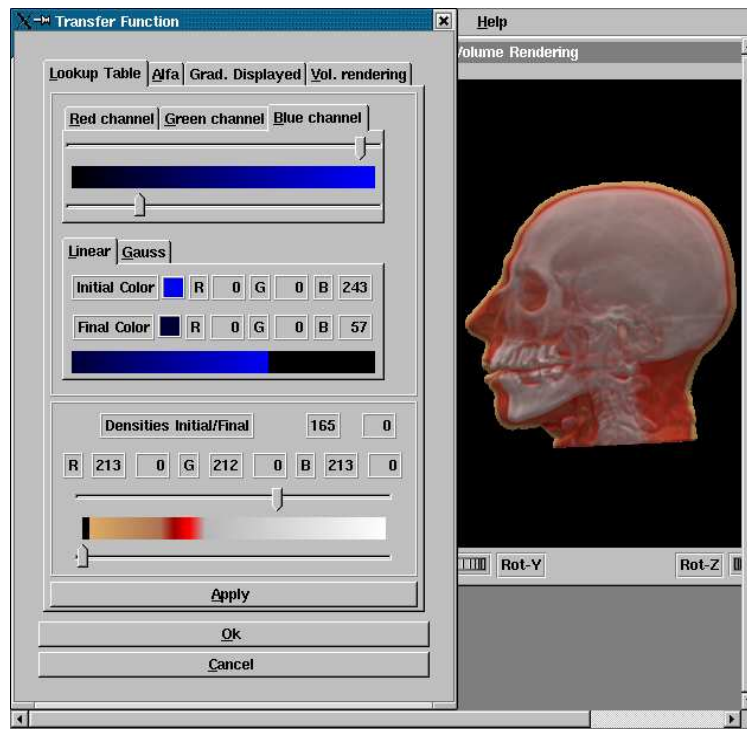 Transfer Function
Help
Volume Rendering
Lookup Table Alfa Grad. Displayed Vol. rendering
Red channel Green channel Blue channel
Linear Gauss
Initial Color R 0 G 0 B 243
Final Color R 0 G 0 B 57
Densities Initial/Final 165 0
R 213 0 G 212 0 B 213 0
Rot-Y Rot-Z
Apply
Ok
Cancel